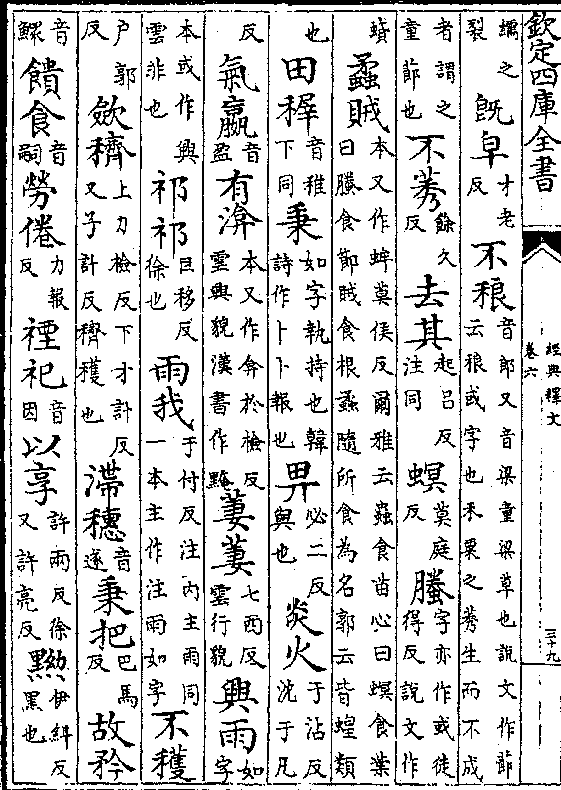 欽定四庫全書
經典釋文
卷六
三十九
之裂 既皁才老反 不稂音郎又音梁童梁草也說文作蓈云稂或字也禾粟之莠生而不成
者謂之童蓈也 不莠餘久反 去其起呂反注同 螟莫庭反 螣字亦作或徒得反說文作
蟘 蟊賊本又作蛑莫侯反爾雅云蟲食苗心曰螟食葉曰螣食節賊食根蟊隨所食為名郭云皆蝗類
也 田穉音稚下同 秉如字執持也韓詩作卜卜報也 畀必二反與也 炎火于沾反沈于凡
反 氣嬴音盈 有渰本又作弇於檢反雲興貌漢書作黤 萋萋七西反雲行貌 興雨如字
本或作興雲非也 祁祁巨移反徐也 雨我于付反注内主雨同一本主作注雨如字 不穫
户郭反 斂穧上力檢反下才計反又子計反穧穫也 滯穗音遂 秉把巴馬反 故矜
音鰥 饋食音嗣 勞倦力報反 禋祀音因 以享許兩反徐又許亮反 黝伊糾反黑也